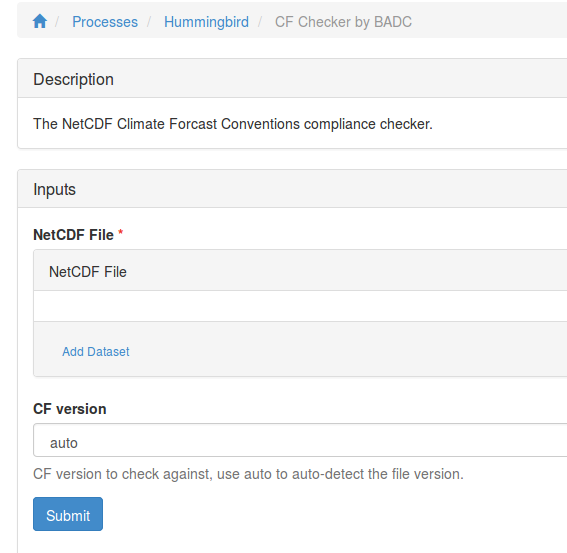 / Processes / Hummingbird / CF Checker by BADC
Description
The NetCDF Climate Forcast Conventions compliance checker.
Inputs
NetCDF File *
NetCDF File
Add Dataset
CF version
auto
CF version to check against, use auto to auto-detect the file version.
Submit